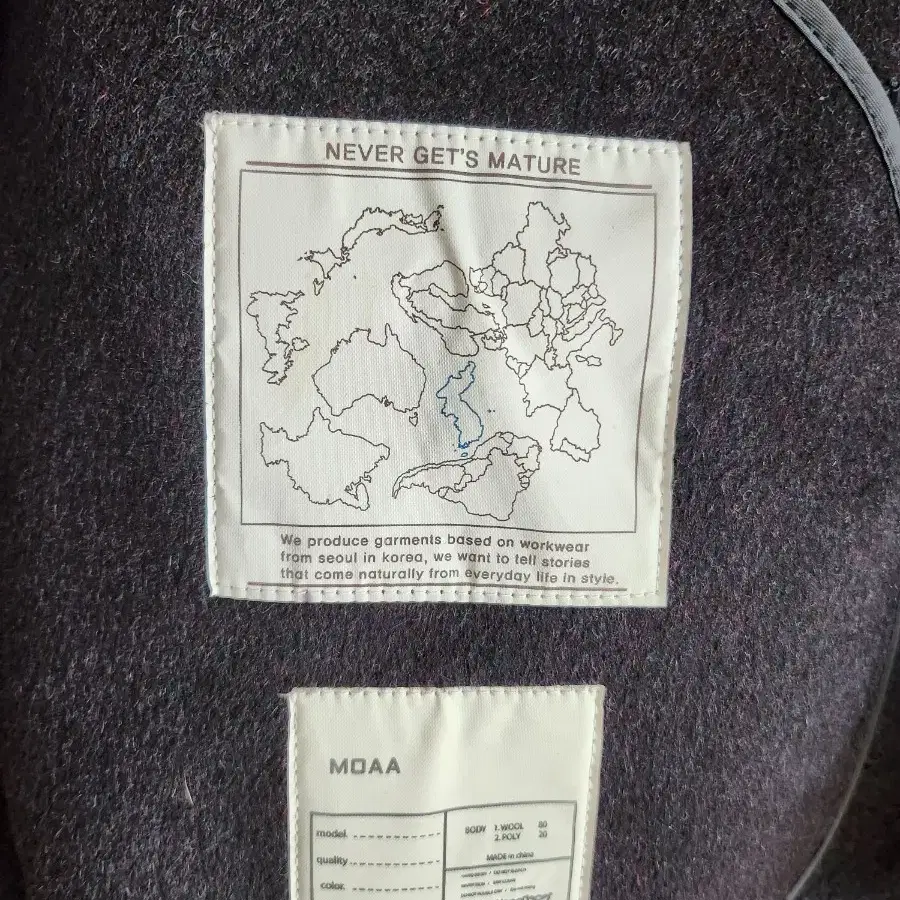 NEVER GET'S MATURE
We produce garments based on workwear
from seoul in korea, we want to tell stories
that come naturally from everyday life in style.
MOAA
model.
quality
color.
BODY 1.WOOL 80
2.POLY 20
MADE in china